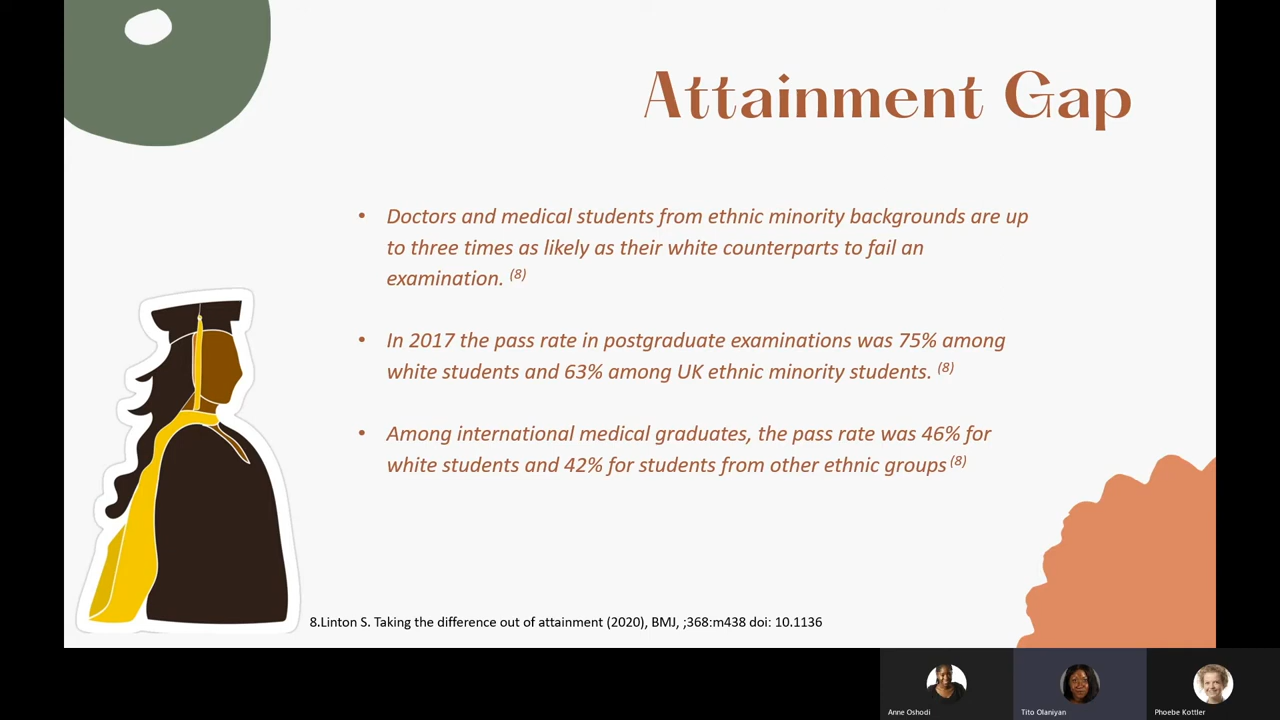 Attainment Gap
• Doctors and medical students from ethnic minority backgrounds are up
to three times as likely as their white counterparts to fail an
examination. (8)
• In 2017 the pass rate in postgraduate examinations was 75% among
white students and 63% among UK ethnic minority students. (8)
• Among international medical graduates, the pass rate was 46% for
white students and 42% for students from other ethnic groups (8)
8.Linton S. Taking the difference out of attainment (2020), BMJ, ;368:m438 doi: 10.1136
Anne Oshodi
Tito Olaniyan
Phoebe Kottler